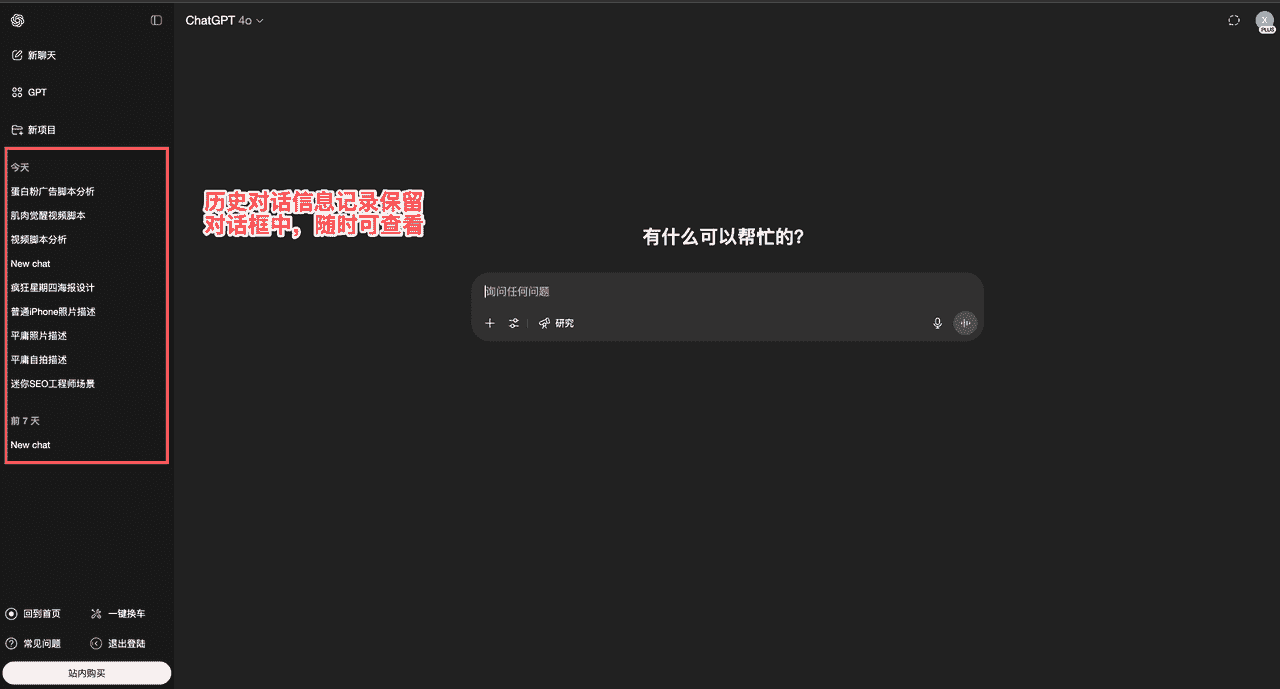 ChatGPT 4o
X
PLUS
新聊天
GPT
新项目
今天
蛋白粉广告脚本分析
肌肉觉醒视频脚本
视频脚本分析
New chat
疯狂星期四海报设计
普通iPhone照片描述
平庸照片描述
平庸自拍描述
迷你SEO工程师场景
前 7 天
New chat
历史对话信息记录保留
对话框中，随时可查看
有什么可以帮忙的?
询问任何问题
研究
回到首页
一键换车
常见问题
退出登陆
站内购买